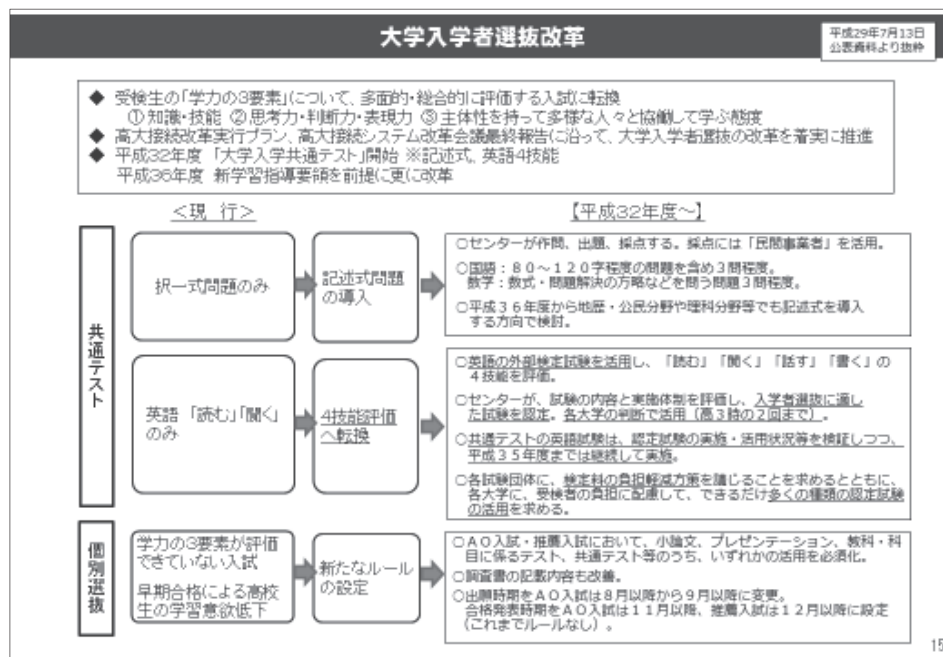 大学入学者選抜改革
平成29年7月13日
公表資料より抜粋
◆ 受検生の「学力の3要素」について、多面的・総合的に評価する入試に転換
① 知識・技能 ② 思考力・判断力・表現力 ③ 主体性を持って多様な人々と協働して学ぶ態度
◆ 高大接続改革実行プラン、高大接続システム改革会議最終報告に沿って、大学入学者選抜の改革を着実に推進
◆ 平成32年度 「大学入学共通テスト」開始 ※記述式、英語4技能
平成36年度 新学習指導要領を前提に更に改革
＜現 行＞
【平成32年度～】
共通テスト
択一式問題のみ
記述式問題
の導入
○センターが作問、出題、採点する。採点には「民間事業者」を活用。
○国語：８０～１２０字程度の問題を含め３問程度。
数学：数式・問題解決の方略などを問う問題３問程度。
○平成３６年度から地歴・公民分野や理科分野等でも記述式を導入
する方向で検討。
英語 「読む」「聞く」
のみ
4技能評価
へ転換
○英語の外部検定試験を活用し、「読む」「聞く」「話す」「書く」の
４技能を評価。
○センターが、試験の内容と実施体制を評価し、入学者選抜に適し
た試験を認定。各大学の判断で活用（高３時の２回まで）。
○共通テストの英語試験は、認定試験の実施・活用状況等を検証しつつ、
平成３５年度までは継続して実施。
○各試験団体に、検定料の負担軽減方策を講じることを求めるとともに、
各大学に、受検者の負担に配慮して、できるだけ多くの種類の認定試験
の活用を求める。
個別選抜
学力の3要素が評価
できていない入試
早期合格による高校
生の学習意欲低下
新たなルール
の設定
○ＡＯ入試・推薦入試において、小論文、プレゼンテーション、教科・科
目に係るテスト、共通テスト等のうち、いずれかの活用を必須化。
○調査書の記載内容も改善。
○出願時期をＡＯ入試は８月以降から９月以降に変更。
合格発表時期をＡＯ入試は１１月以降、推薦入試は１２月以降に設定
（これまでルールなし）。
15